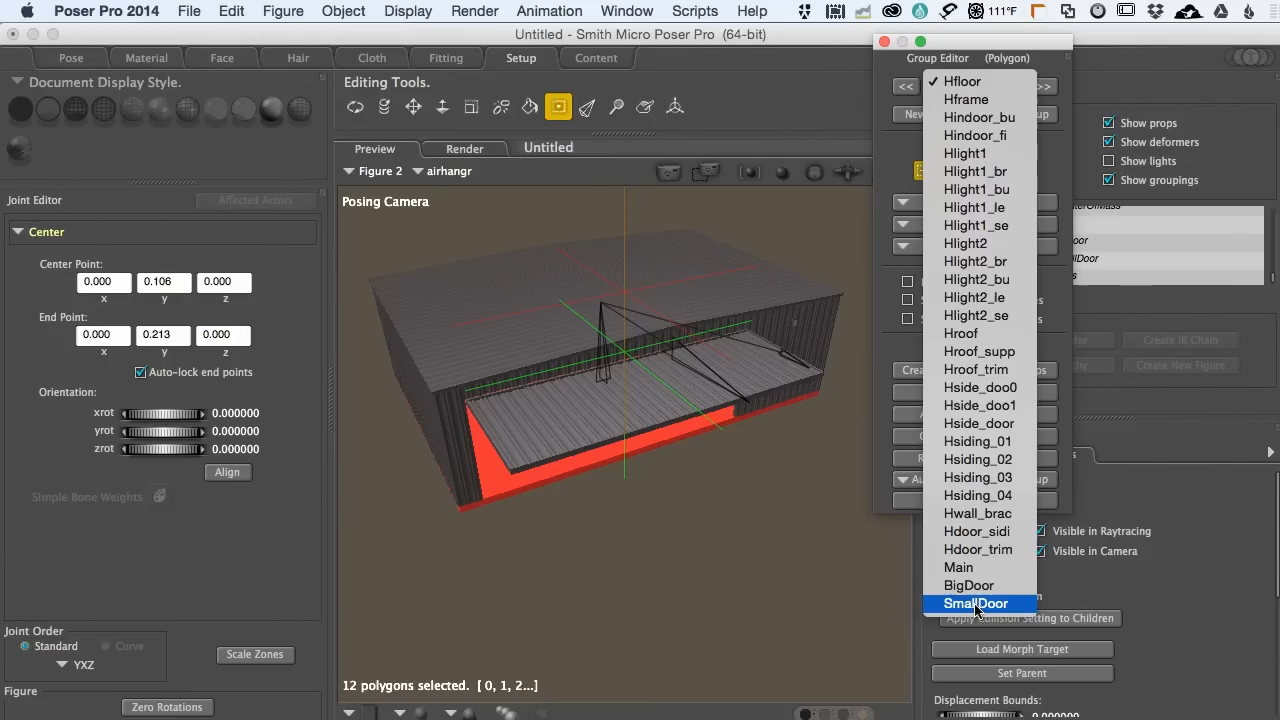 Poser Pro 2014 File Edit Figure Object Display Render Animation Window Scripts Help 111°F
Untitled - Smith Micro Poser Pro (64-bit)
Pose Material Face Hair Cloth Fitting Setup Content
Document Display Style.
Editing Tools.
Joint Editor
Affected Actors
Center
Center Point:
0.000 0.106 0.000
x y z
End Point:
0.000 0.213 0.000
x y z
Auto-lock end points
Orientation:
xrot 0.000000
yrot 0.000000
zrot 0.000000
Align
Simple Bone Weights
Joint Order
Standard Curve
YXZ
Scale Zones
Figure
Zero Rotations
Preview Render Untitled
Figure 2 airhangr
Posing Camera
12 polygons selected. [ 0, 1, 2...]
Group Editor (Polygon)
<< >>
Hfloor
Hframe
Hindoor_bu
Hindoor_fi
Hlight1
Hlight1_br
Hlight1_bu
Hlight1_le
Hlight1_se
Hlight2
Hlight2_br
Hlight2_bu
Hlight2_le
Hlight2_se
Hroof
Hroof_supp
Hroof_trim
Hside_doo0
Hside_doo1
Hside_door
Hsiding_01
Hsiding_02
Hsiding_03
Hsiding_04
Hwall_brac
Hdoor_sidi
Hdoor_trim
Main
BigDoor
SmallDoor
Show props
Show deformers
Show lights
Show groupings
Create IK Chain
Create New Figure
Visible in Raytracing
Visible in Camera
Apply Collision Setting to Children
Load Morph Target
Set Parent
Displacement Bounds:
0.000000